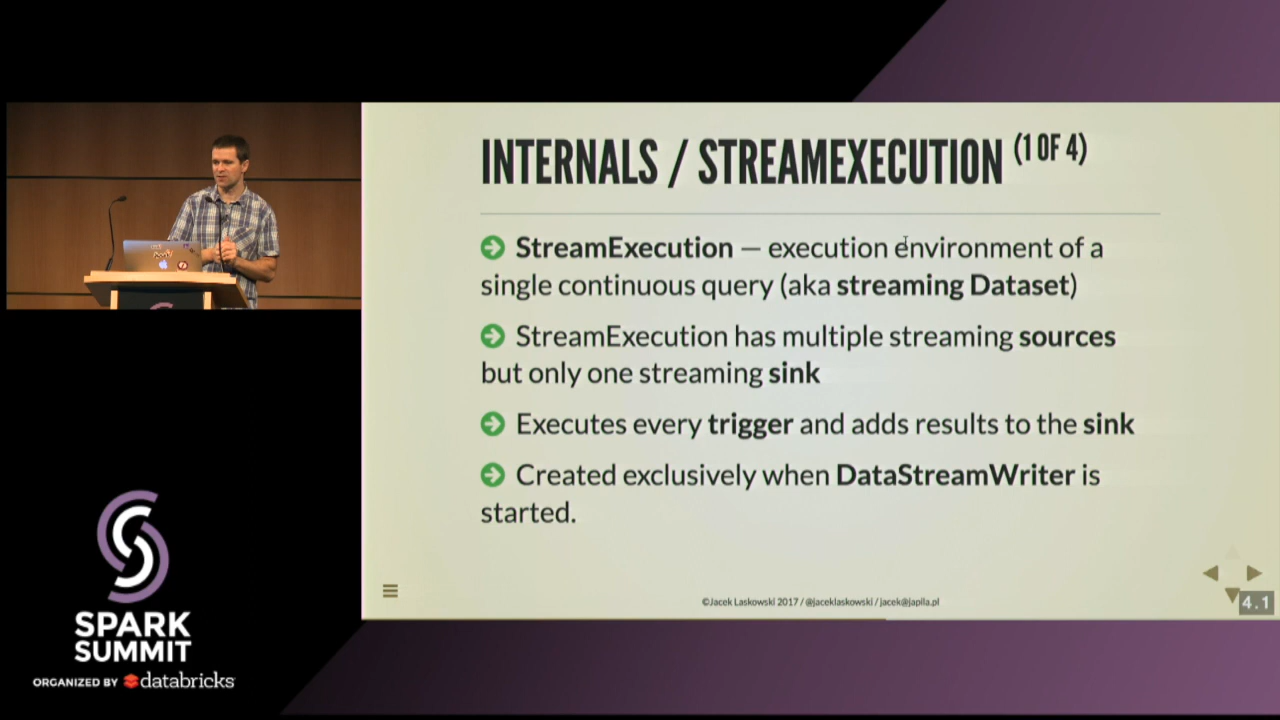 INTERNALS / STREAMEXECUTION (1 OF 4)
StreamExecution — execution environment of a
single continuous query (aka streaming Dataset)
StreamExecution has multiple streaming sources
but only one streaming sink
Executes every trigger and adds results to the sink
Created exclusively when DataStreamWriter is
started.
©Jacek Laskowski 2017 / @jaceklaskowski / jacek@japila.pl
4.1
SPARK
SUMMIT
ORGANIZED BY databricks